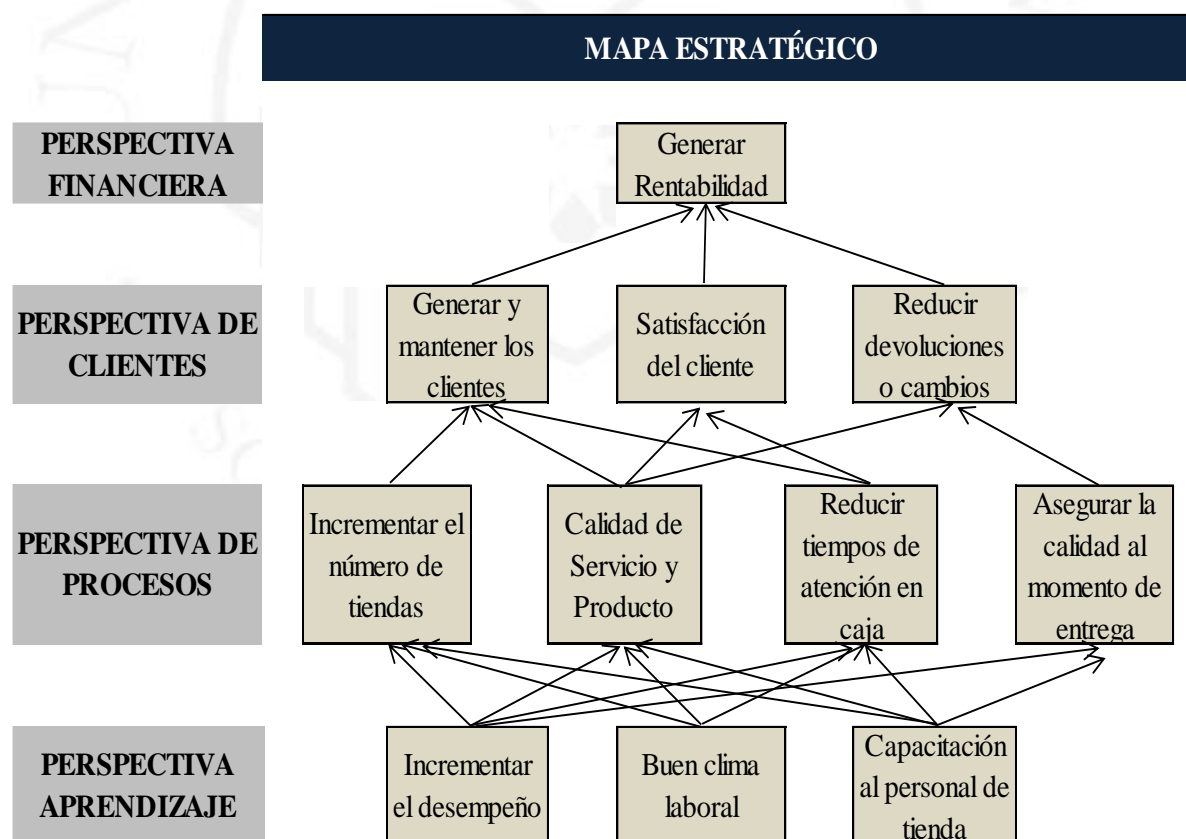 MAPA ESTRATÉGICO
PERSPECTIVA
FINANCIERA
Generar
Rentabilidad
PERSPECTIVA DE
CLIENTES
Generar y
mantener los
clientes
Satisfacción
del cliente
Reducir
devoluciones
o cambios
PERSPECTIVA DE
PROCESOS
Incrementar el
número de
tiendas
Calidad de
Servicio y
Producto
Reducir
tiempos de
atención en
caja
Asegurar la
calidad al
momento de
entrega
PERSPECTIVA
APRENDIZAJE
Incrementar
el desempeño
Buen clima
laboral
Capacitación
al personal de
tienda